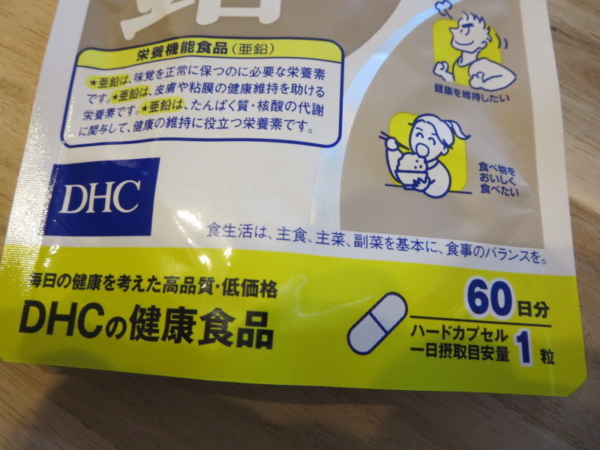 亜鉛
栄養機能食品(亜鉛)
★亜鉛は、味覚を正常に保つのに必要な栄養素
です。★亜鉛は、皮膚や粘膜の健康維持を助ける
栄養素です。★亜鉛は、たんぱく質・核酸の代謝
に関与して、健康の維持に役立つ栄養素です。
健康を維持したい
食べ物を
おいしく
食べたい
DHC
食生活は、主食、主菜、副菜を基本に、食事のバランスを。
毎日の健康を考えた高品質・低価格
DHCの健康食品
60日分
ハードカプセル
一日摂取目安量 1粒